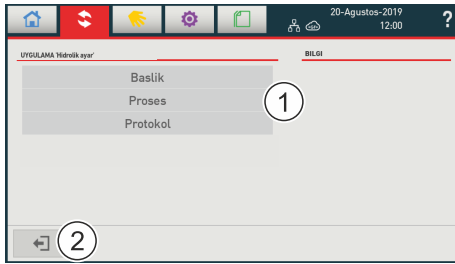 20-Agustos-2019
12:00
?
UYGULAMA 'Hidrolik ayar'
BILGI
Baslik
Proses
Protokol
1
2